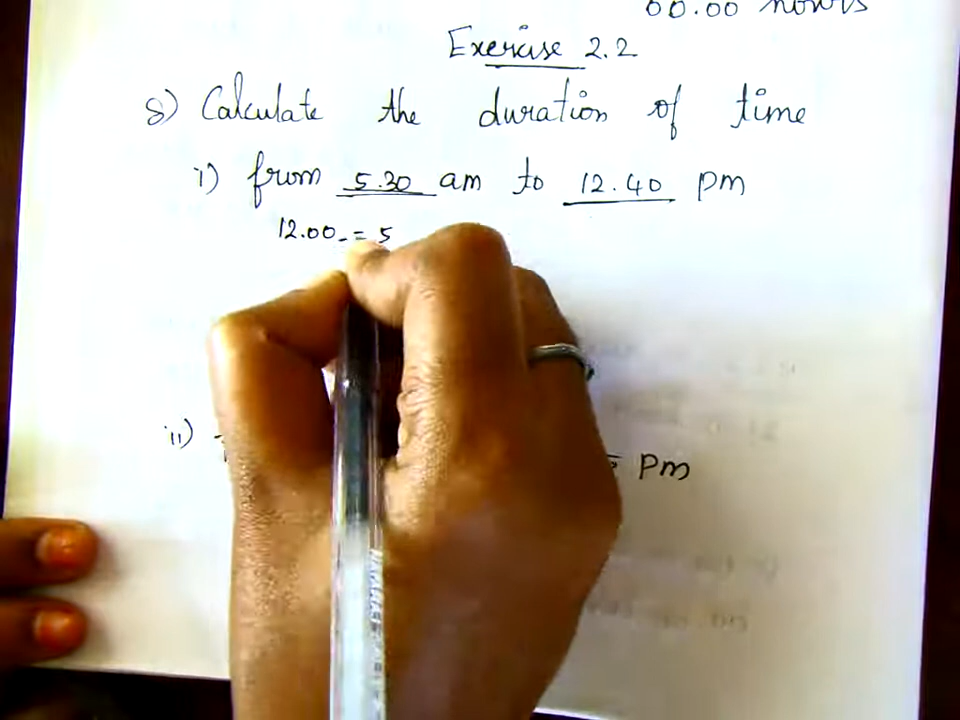 00.00 hours
Exercise 2.2
8) Calculate the duration of time
i) from 5.30 am to 12.40 pm
12.00 - = 5
ii)
pm